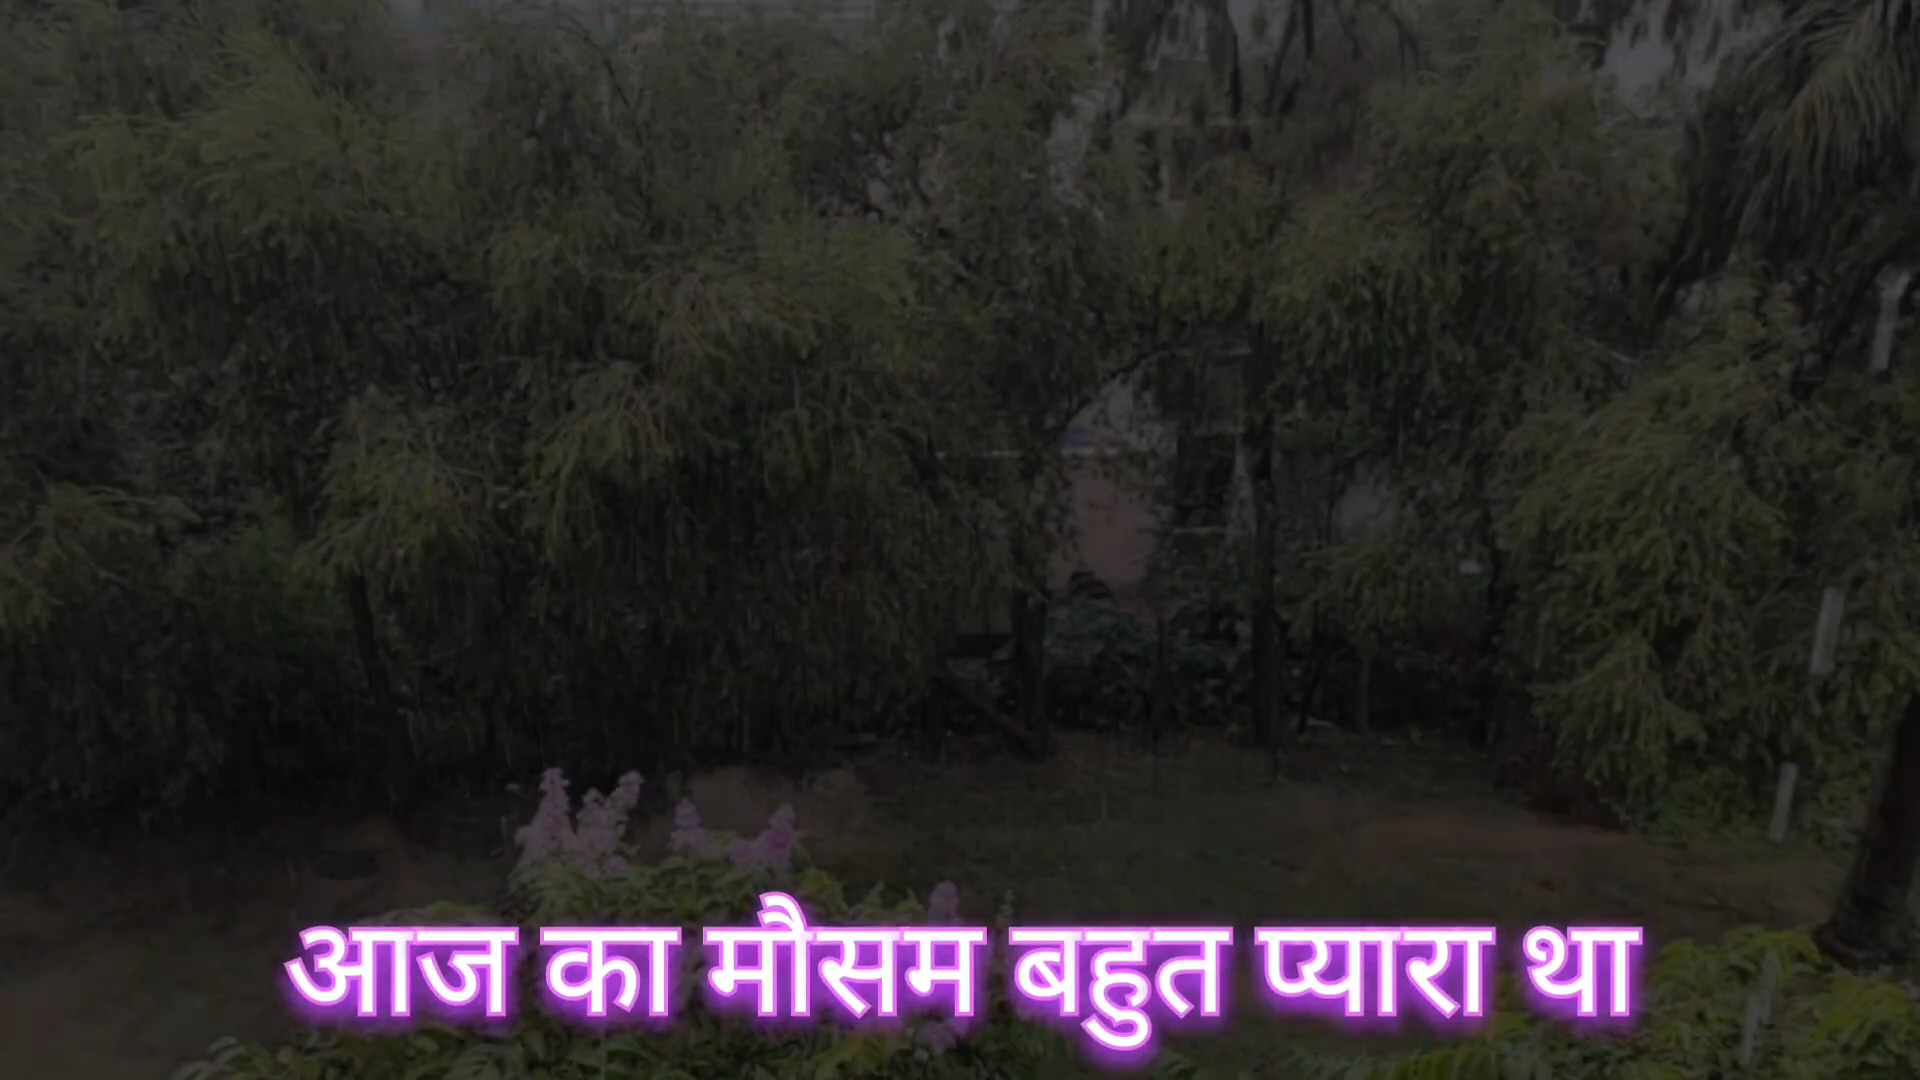 आज का मौसम बहुत प्यारा था